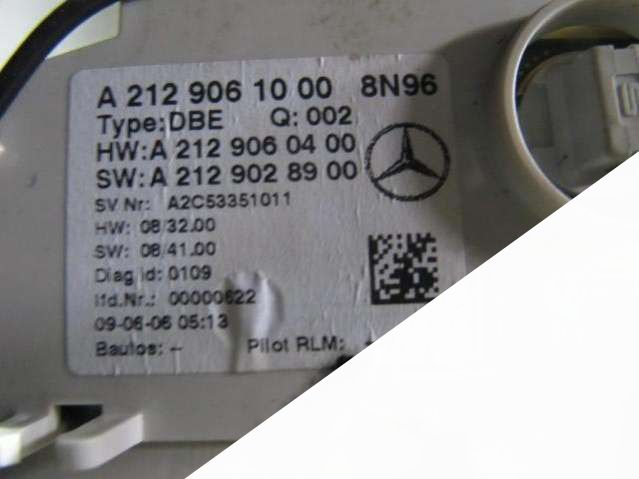 A 212 906 10 00 8N96
Type:DBE Q: 002
HW:A 212 906 04 00
SW:A 212 902 89 00
SV Nr: A2C53351011
HW: 08/32.00
SW: 08/41.00
Diag id: 0109
lfd.Nr.: 00000622
09-06-06 05:13
Bautos: -- Pilot RLM: